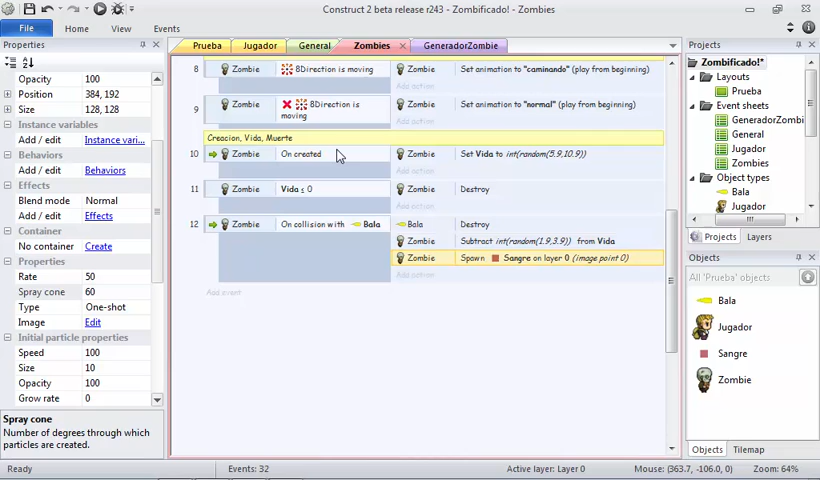 Construct 2 beta release r243 - Zombificado! - Zombies
File
Home
View
Events
Properties
Prueba
Jugador
General
Zombies
GeneradorZombie
Projects
Opacity 100
Position 384, 192
Size 128, 128
Instance variables
Add / edit Instance vari...
Behaviors
Add / edit Behaviors
Effects
Blend mode Normal
Add / edit Effects
Container
No container Create
Properties
Rate 50
Spray cone 60
Type One-shot
Image Edit
Initial particle properties
Speed 100
Size 10
Opacity 100
Grow rate 0
Spray cone
Number of degrees through which particles are created.
8 Zombie 8Direction is moving Zombie Set animation to "caminando" (play from beginning)
Add action
9 Zombie 8Direction is moving Zombie Set animation to "normal" (play from beginning)
Add action
Creacion, Vida, Muerte
10 Zombie On created Zombie Set Vida to int(random(5.9,10.9))
Add action
11 Zombie Vida ≤ 0 Zombie Destroy
Add action
12 Zombie On collision with Bala Bala Destroy
Zombie Subtract int(random(1.9,3.9)) from Vida
Zombie Spawn Sangre on layer 0 (image point 0)
Add action
Add event
Zombificado!*
Layouts
Prueba
Event sheets
GeneradorZomb
General
Jugador
Zombies
Object types
Bala
Jugador
Projects
Layers
Objects
All 'Prueba' objects
Bala
Jugador
Sangre
Zombie
Objects
Tilemap
Ready
Events: 32
Active layer: Layer 0
Mouse: (363.7, -106.0, 0)
Zoom: 64%